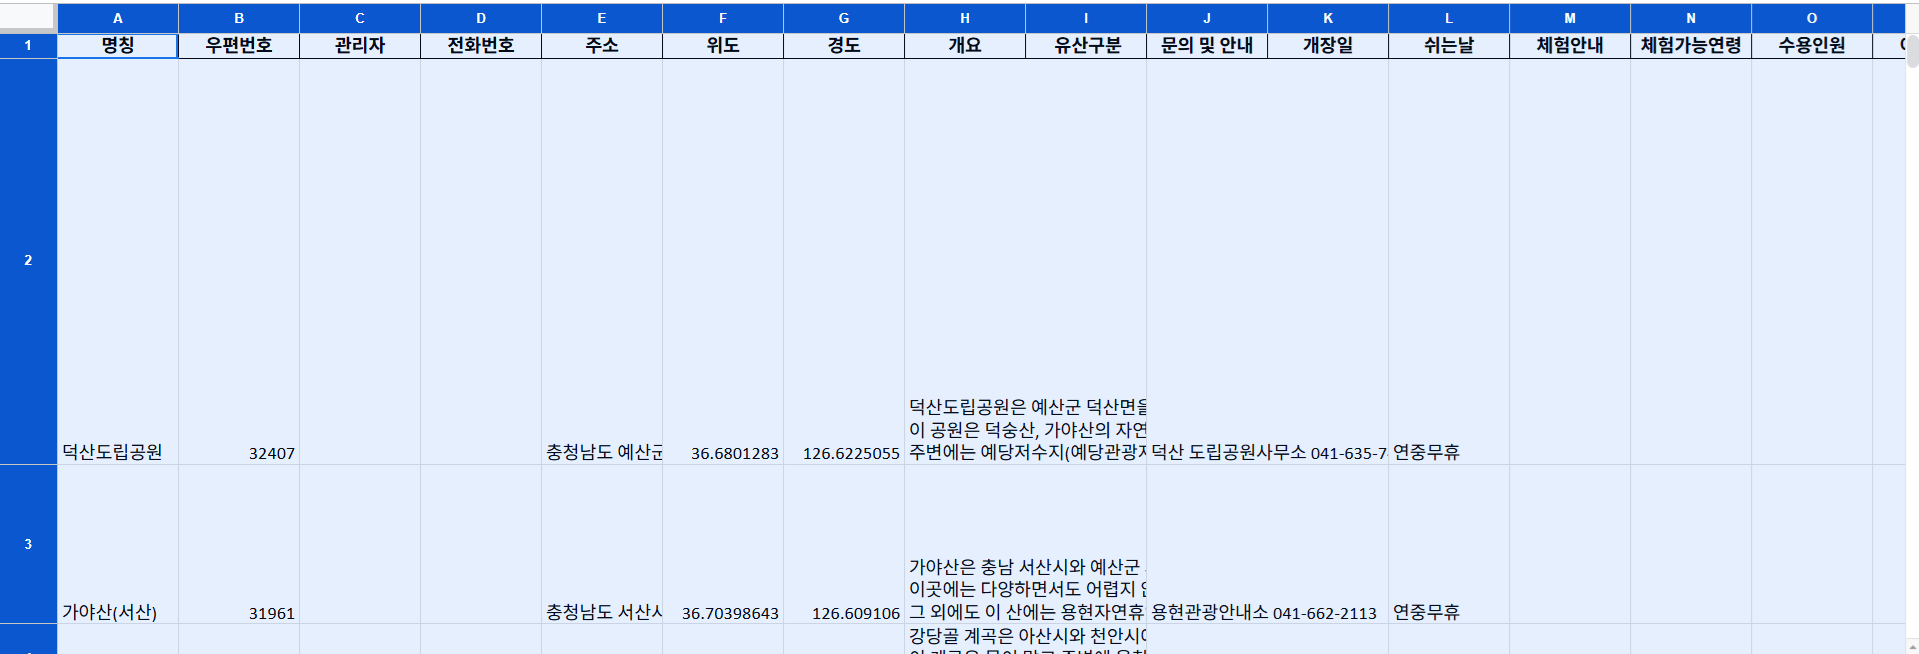 A B C D E F G H I J K L M N O
1 명칭 우편번호 관리자 전화번호 주소 위도 경도 개요 유산구분 문의 및 안내 개장일 쉬는날 체험안내 체험가능연령 수용인원
2
덕산도립공원은 예산군 덕산면을
이 공원은 덕숭산, 가야산의 자연
덕산도립공원 32407 충청남도 예산군 36.6801283 126.6225055 주변에는 예당저수지(예당관광지 덕산 도립공원사무소 041-635-7 연중무휴
3
가야산은 충남 서산시와 예산군
이곳에는 다양하면서도 어렵지
가야산(서산) 31961 충청남도 서산시 36.70398643 126.609106 그 외에도 이 산에는 용현자연휴 용현관광안내소 041-662-2113 연중무휴
강당골 계곡은 아산시와 천안시에